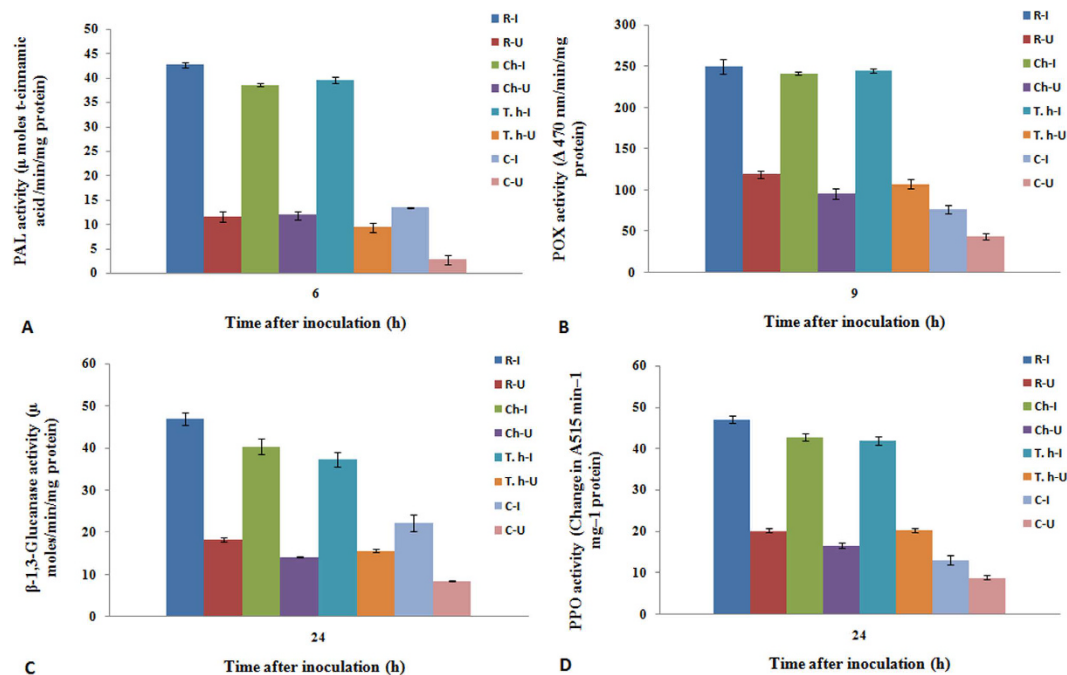 PAL activity (μ moles t-cinnamic
acid /min/mg protein)
50
45
40
35
30
25
20
15
10
5
0
6
Time after inoculation (h)
A
R-I
R-U
Ch-I
Ch-U
T. h-I
T. h-U
C-I
C-U
POX activity (Δ 470 nm/min/mg
protein)
300
250
200
150
100
50
0
9
Time after inoculation (h)
B
R-I
R-U
Ch-I
Ch-U
T. h-I
T. h-U
C-I
C-U
β-1,3-Glucanase activity (μ
moles/min/mg protein)
60
50
40
30
20
10
0
24
Time after inoculation (h)
C
R-I
R-U
Ch-I
Ch-U
T. h-I
T. h-U
C-I
C-U
PPO activity (Change in A515 min–1
mg–1 protein)
60
50
40
30
20
10
0
24
Time after inoculation (h)
D
R-I
R-U
Ch-I
Ch-U
T. h-I
T. h-U
C-I
C-U